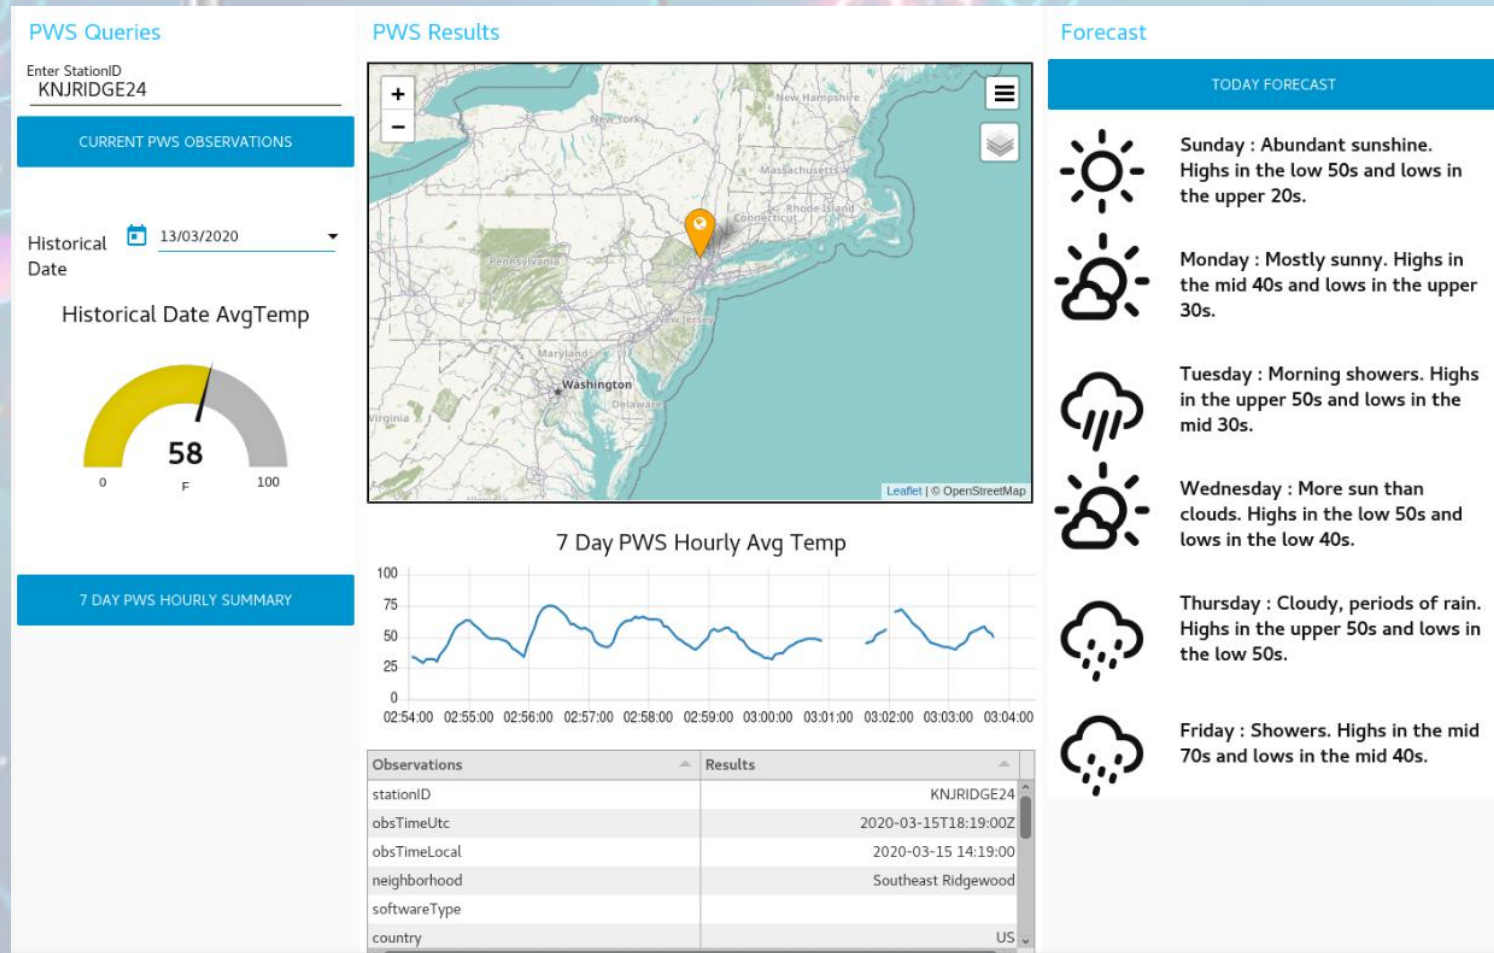 PWS Queries
Enter StationID
KNJRIDGE24
CURRENT PWS OBSERVATIONS
Historical
Date
13/03/2020
Historical Date AvgTemp
58
0
F
100
7 DAY PWS HOURLY SUMMARY
PWS Results
+
−
New Hampshire
New York
Massachusetts
Rhode Island
Connecticut
Pennsylvania
New Jersey
Maryland
Washington
Delaware
Virginia
Leaflet | © OpenStreetMap
7 Day PWS Hourly Avg Temp
100
75
50
25
0
02:54:00 02:55:00 02:56:00 02:57:00 02:58:00 02:59:00 03:00:00 03:01:00 03:02:00 03:03:00 03:04:00
Observations Results
stationID KNJRIDGE24
obsTimeUtc 2020-03-15T18:19:00Z
obsTimeLocal 2020-03-15 14:19:00
neighborhood Southeast Ridgewood
softwareType
country US
Forecast
TODAY FORECAST
Sunday : Abundant sunshine.
Highs in the low 50s and lows in
the upper 20s.
Monday : Mostly sunny. Highs in
the mid 40s and lows in the upper
30s.
Tuesday : Morning showers. Highs
in the upper 50s and lows in the
mid 30s.
Wednesday : More sun than
clouds. Highs in the low 50s and
lows in the low 40s.
Thursday : Cloudy, periods of rain.
Highs in the upper 50s and lows in
the low 50s.
Friday : Showers. Highs in the mid
70s and lows in the mid 40s.